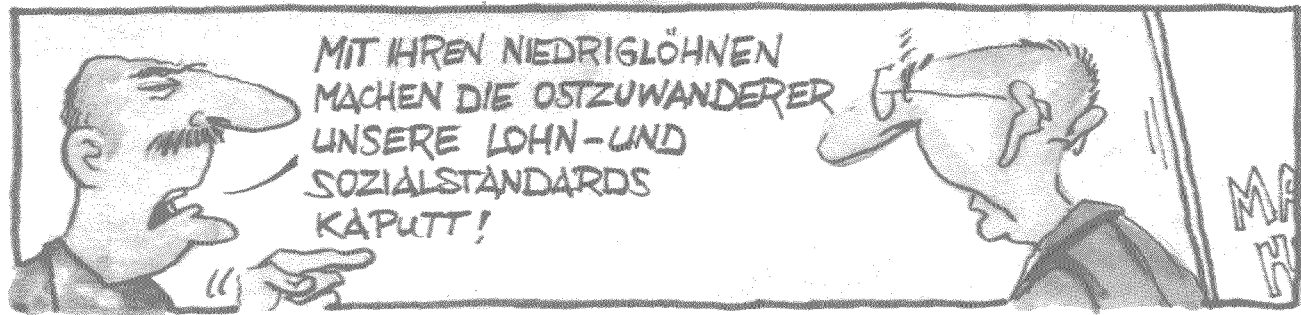 MIT IHREN NIEDRIGLÖHNEN
MACHEN DIE OSTZUWANDERER
UNSERE LOHN-UND
SOZIALSTANDARDS
KAPUTT!